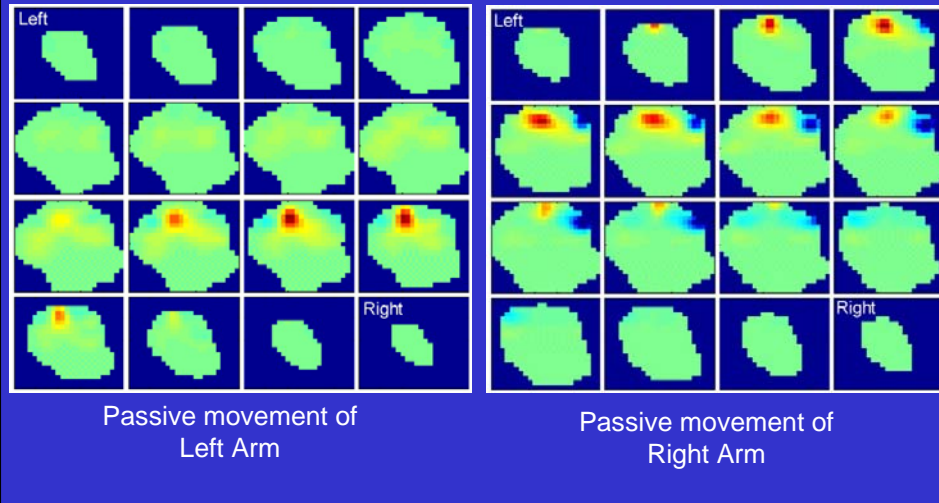 Left
Right
Passive movement of
Left Arm
Left
Right
Passive movement of
Right Arm